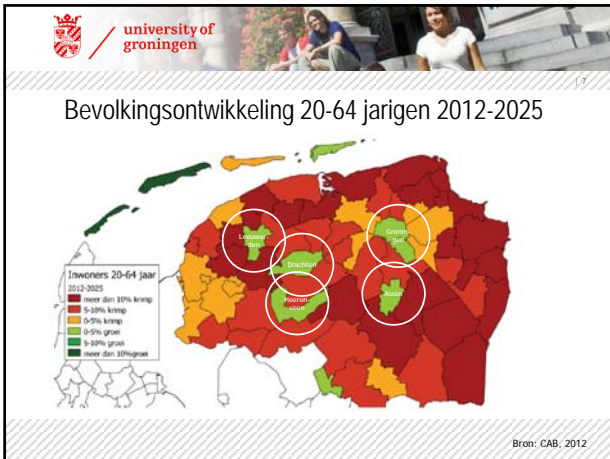 university of
groningen
| 7
Bevolkingsontwikkeling 20-64 jarigen 2012-2025
Leeuwar-
den
Gronin-
gen
Drachten
Heeren-
veen
Assen
Inwoners 20-64 jaar
2012-2025
meer dan 10% krimp
5-10% krimp
0-5% krimp
0-5% groei
5-10% groei
meer dan 10%groei
Bron: CAB, 2012